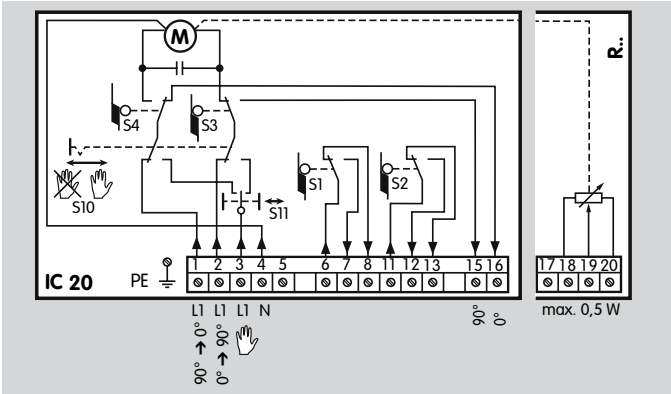 M
R..
S4
S3
S10
S11
S1
S2
IC 20
PE
1 2 3 4 5 6 7 8 11 12 13 15 16
17 18 19 20
L1 L1 L1 N
90° → 0°
0° → 90°
90°
0°
max. 0,5 W